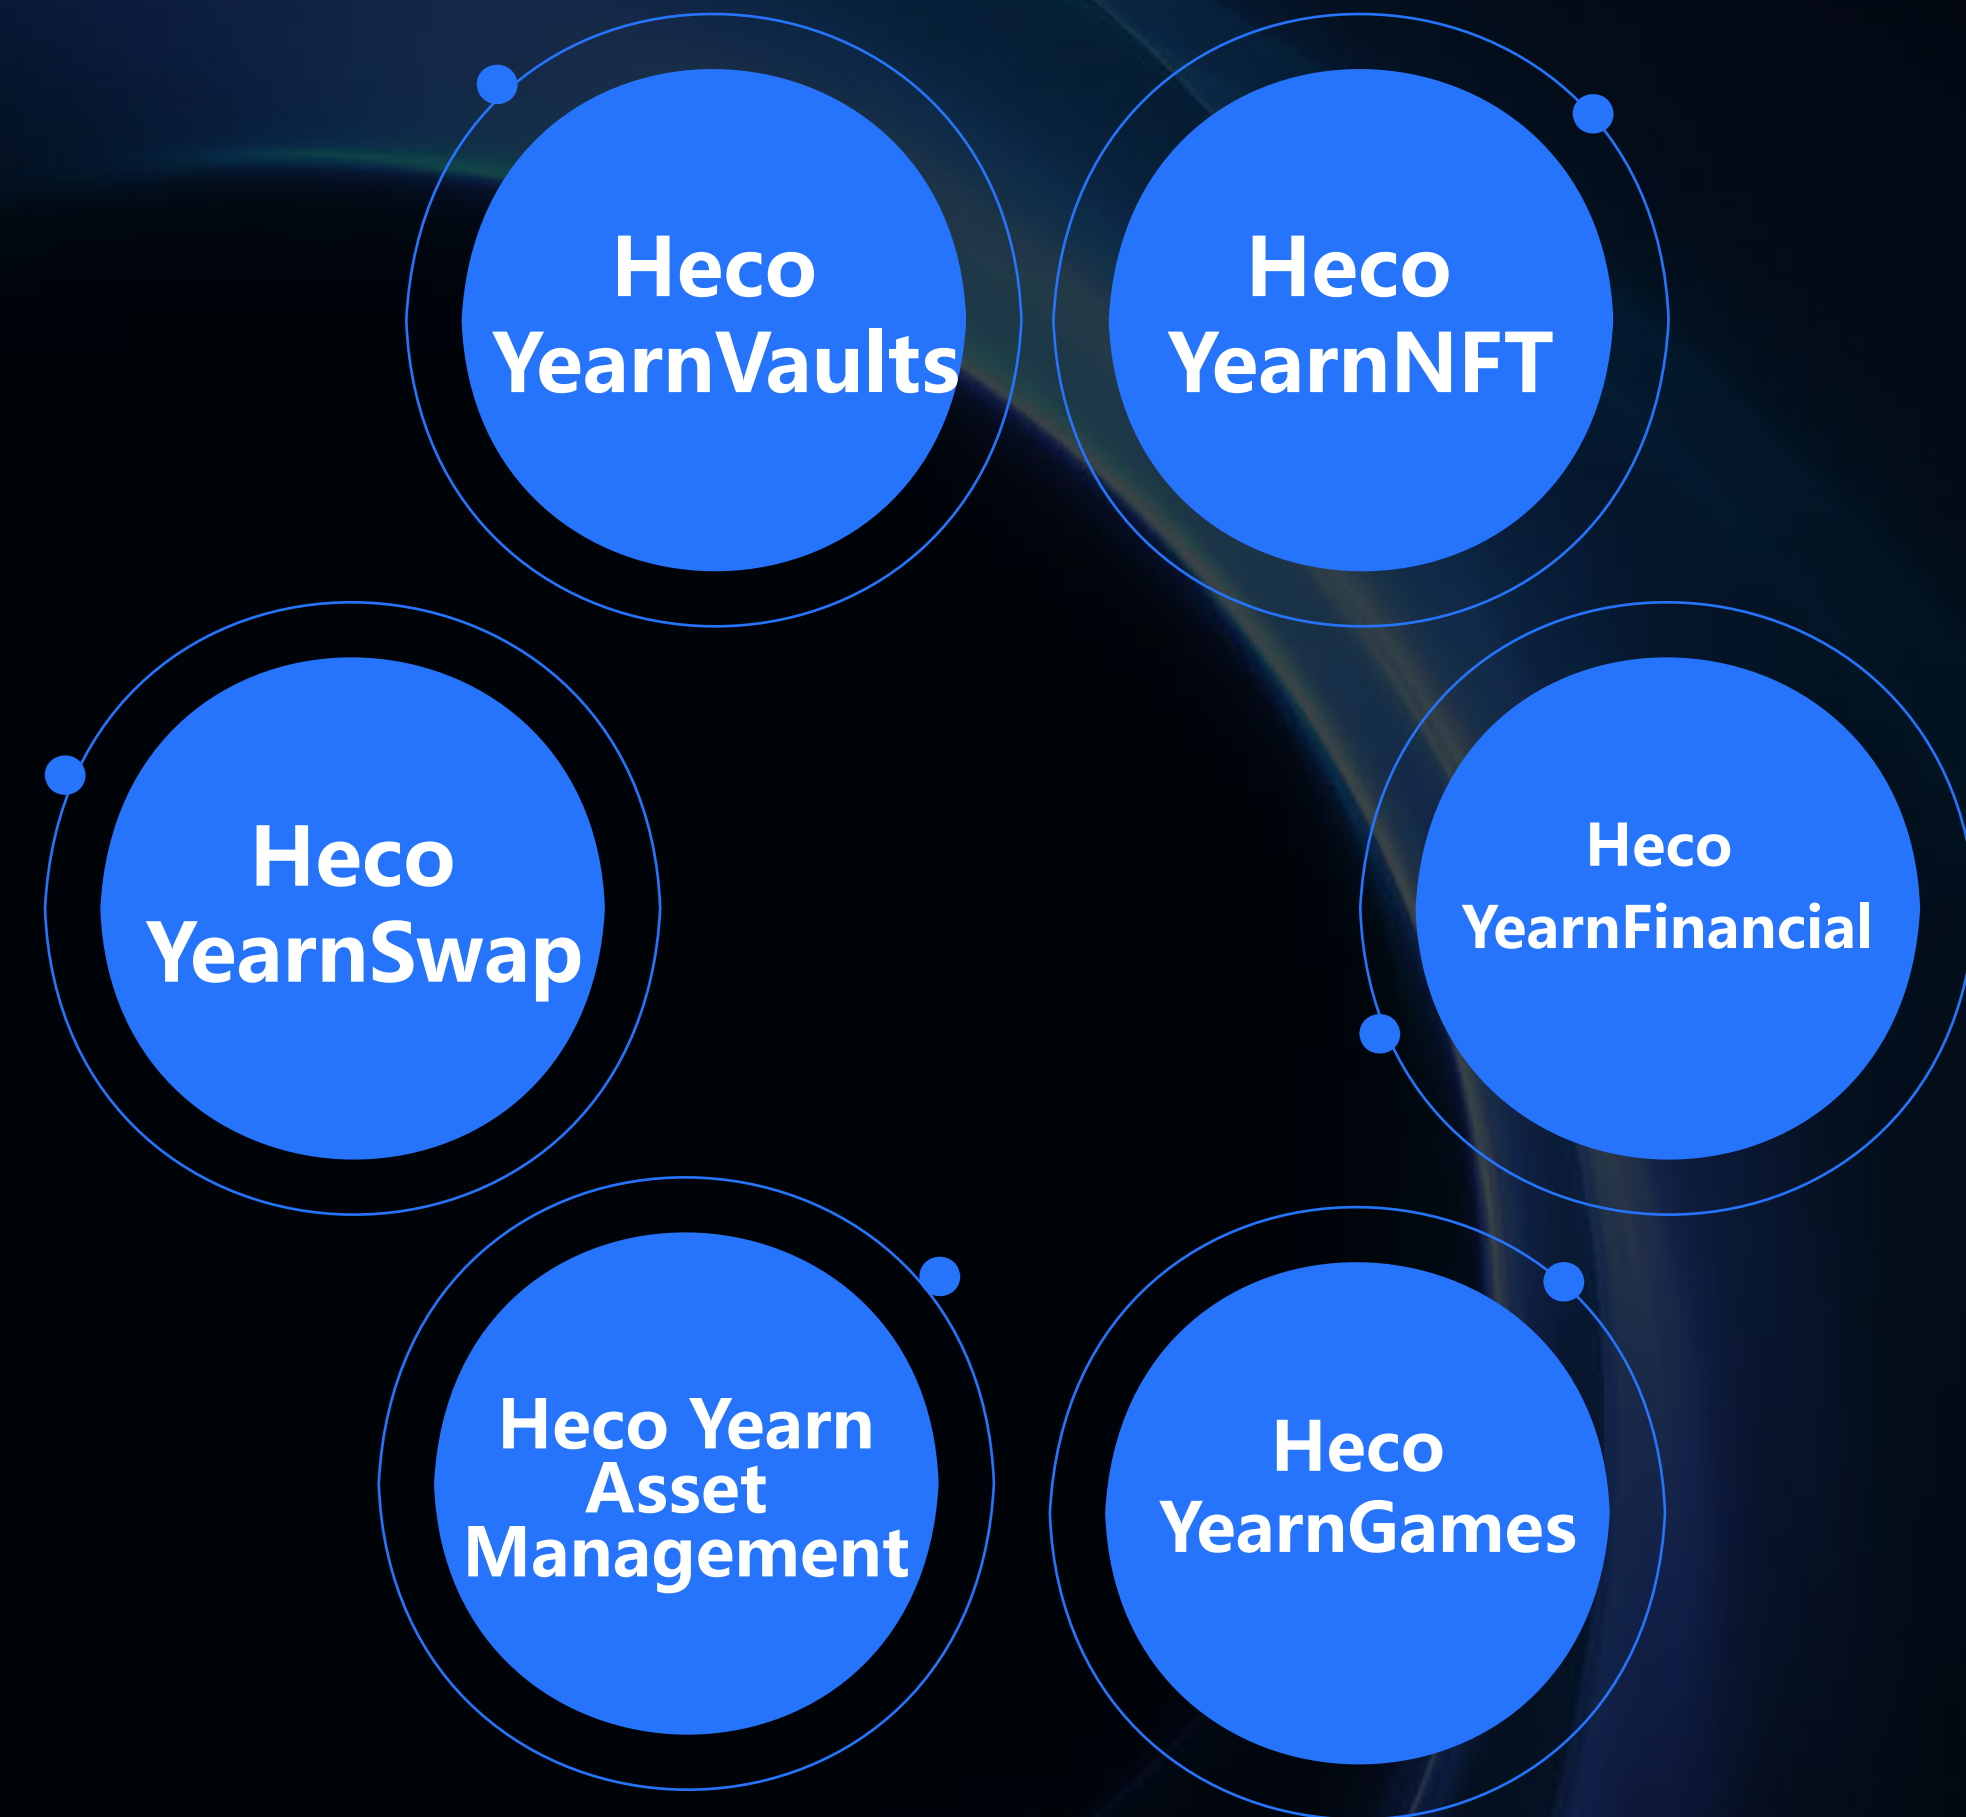 Heco
YearnVaults
Heco
YearnNFT
Heco
YearnSwap
Heco
YearnFinancial
Heco Yearn
Asset
Management
Heco
YearnGames